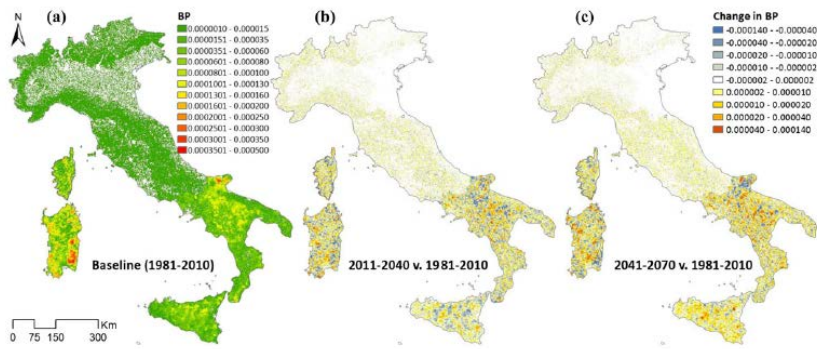 N
(a)
BP
0.0000010 - 0.000015
0.0000151 - 0.000035
0.0000351 - 0.000060
0.0000601 - 0.000080
0.0000801 - 0.000100
0.0001001 - 0.000130
0.0001301 - 0.000160
0.0001601 - 0.000200
0.0002001 - 0.000250
0.0002501 - 0.000300
0.0003001 - 0.000350
0.0003501 - 0.000500
Baseline (1981-2010)
0 75 150 300
Km
(b)
2011-2040 v. 1981-2010
(c)
Change in BP
-0.000140 - -0.000040
-0.000040 - -0.000020
-0.000020 - -0.000010
-0.000010 - -0.000002
-0.000002 - 0.000002
0.000002 - 0.000010
0.000010 - 0.000020
0.000020 - 0.000040
0.000040 - 0.000140
2041-2070 v. 1981-2010